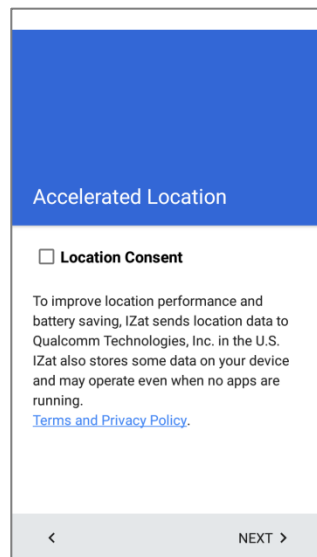 Accelerated Location
Location Consent
To improve location performance and
battery saving, IZat sends location data to
Qualcomm Technologies, Inc. in the U.S.
IZat also stores some data on your device
and may operate even when no apps are
running.
Terms and Privacy Policy.
NEXT